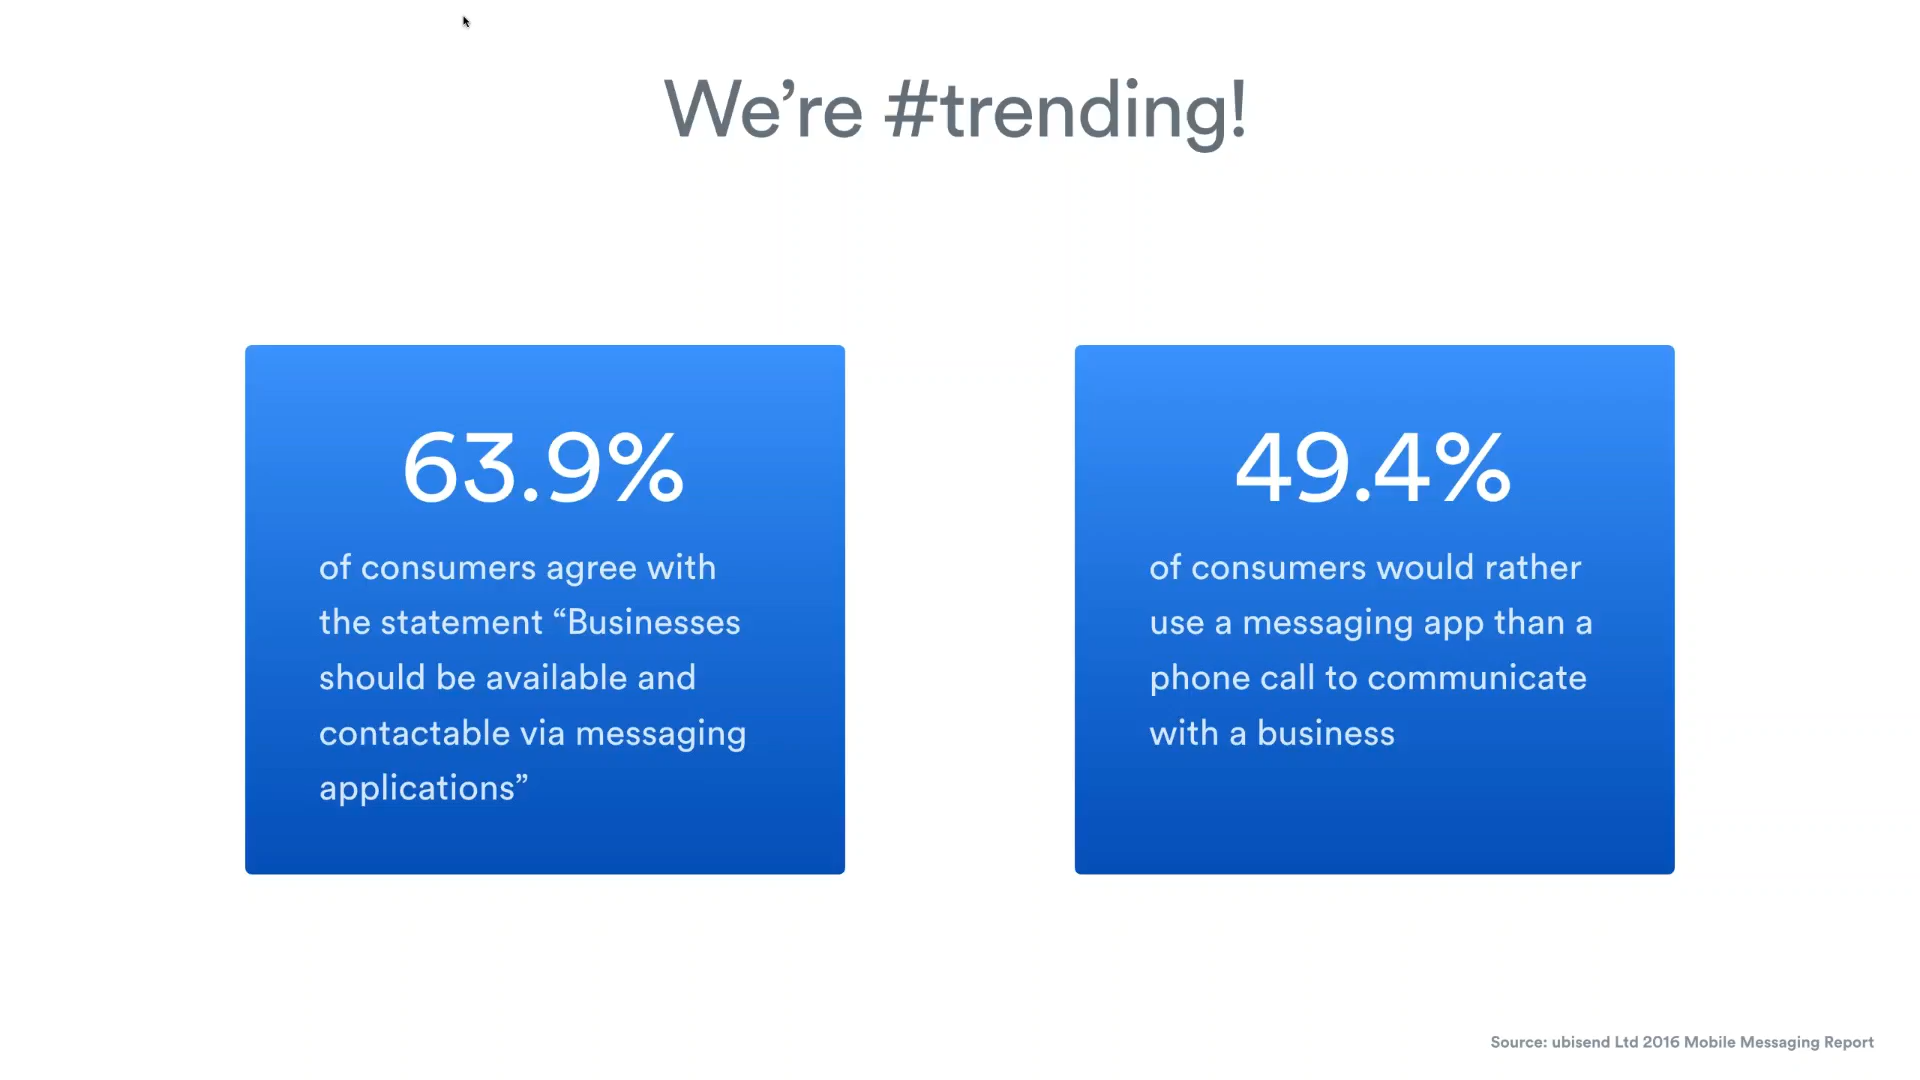 We’re #trending!
63.9%
of consumers agree with
the statement “Businesses
should be available and
contactable via messaging
applications”
49.4%
of consumers would rather
use a messaging app than a
phone call to communicate
with a business
Source: ubisend Ltd 2016 Mobile Messaging Report